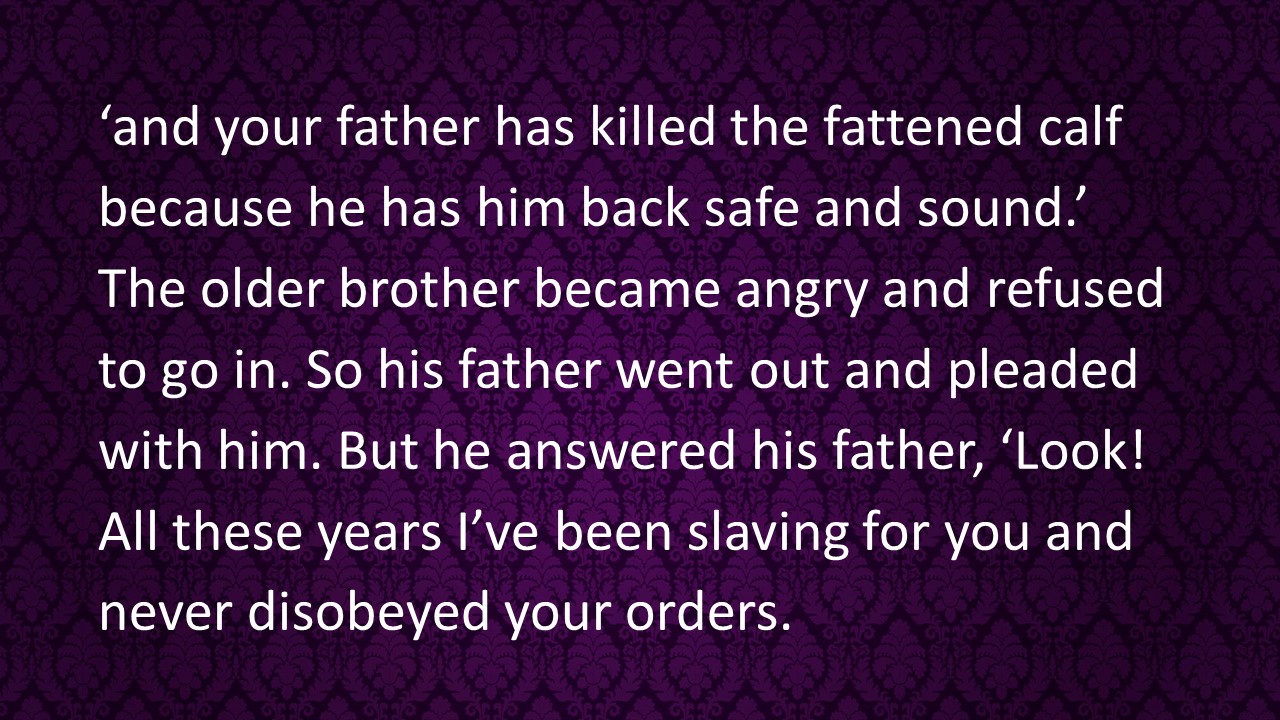 ‘and your father has killed the fattened calf
because he has him back safe and sound.’
The older brother became angry and refused
to go in. So his father went out and pleaded
with him. But he answered his father, ‘Look!
All these years I’ve been slaving for you and
never disobeyed your orders.